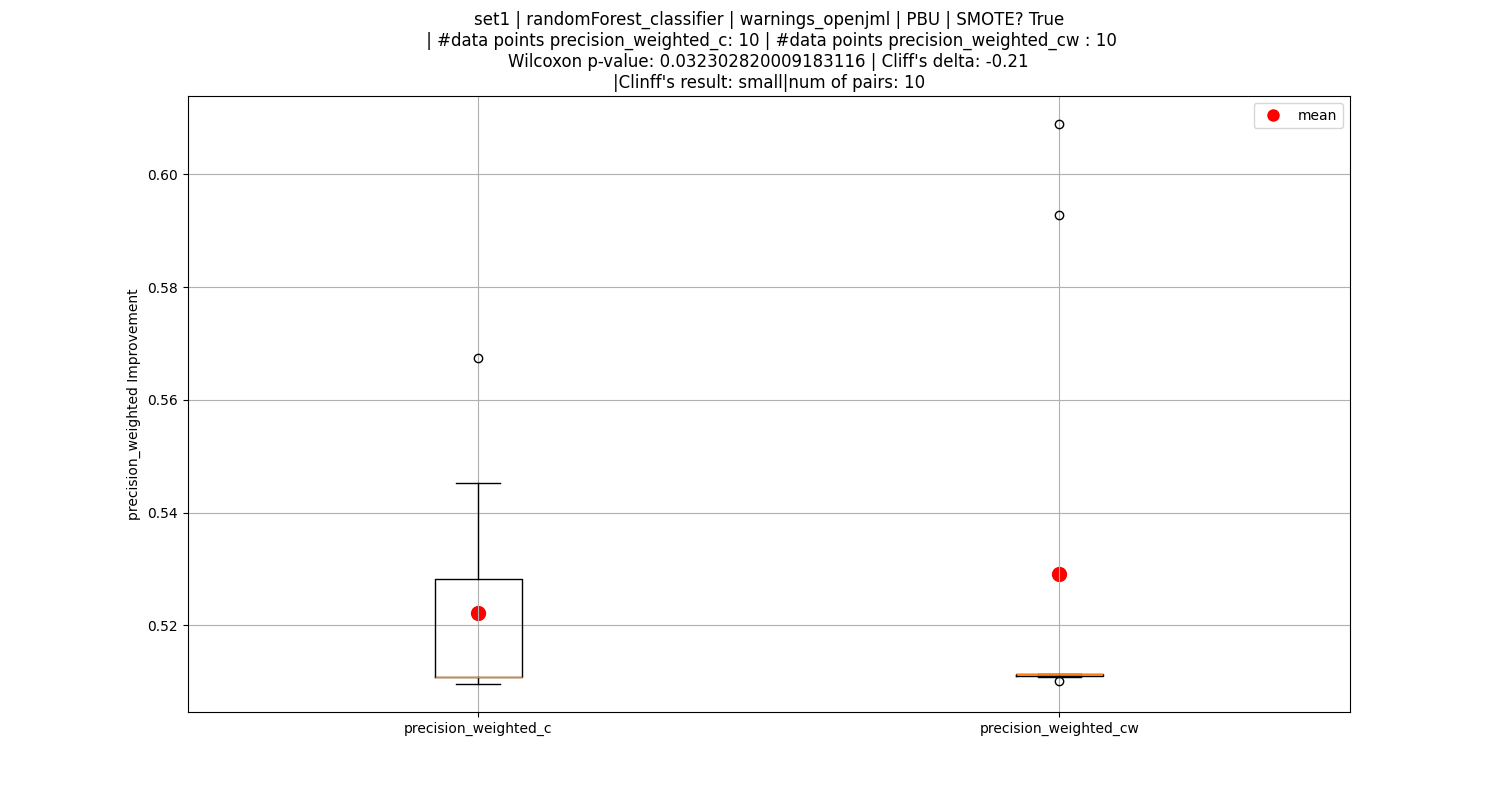 set1 | randomForest_classifier | warnings_openjml | PBU | SMOTE? True
| #data points precision_weighted_c: 10 | #data points precision_weighted_cw : 10
Wilcoxon p-value: 0.032302820009183116 | Cliff's delta: -0.21
|Clinff's result: small|num of pairs: 10
mean
0.60
0.58
0.56
0.54
0.52
precision_weighted Improvement
precision_weighted_c
precision_weighted_cw